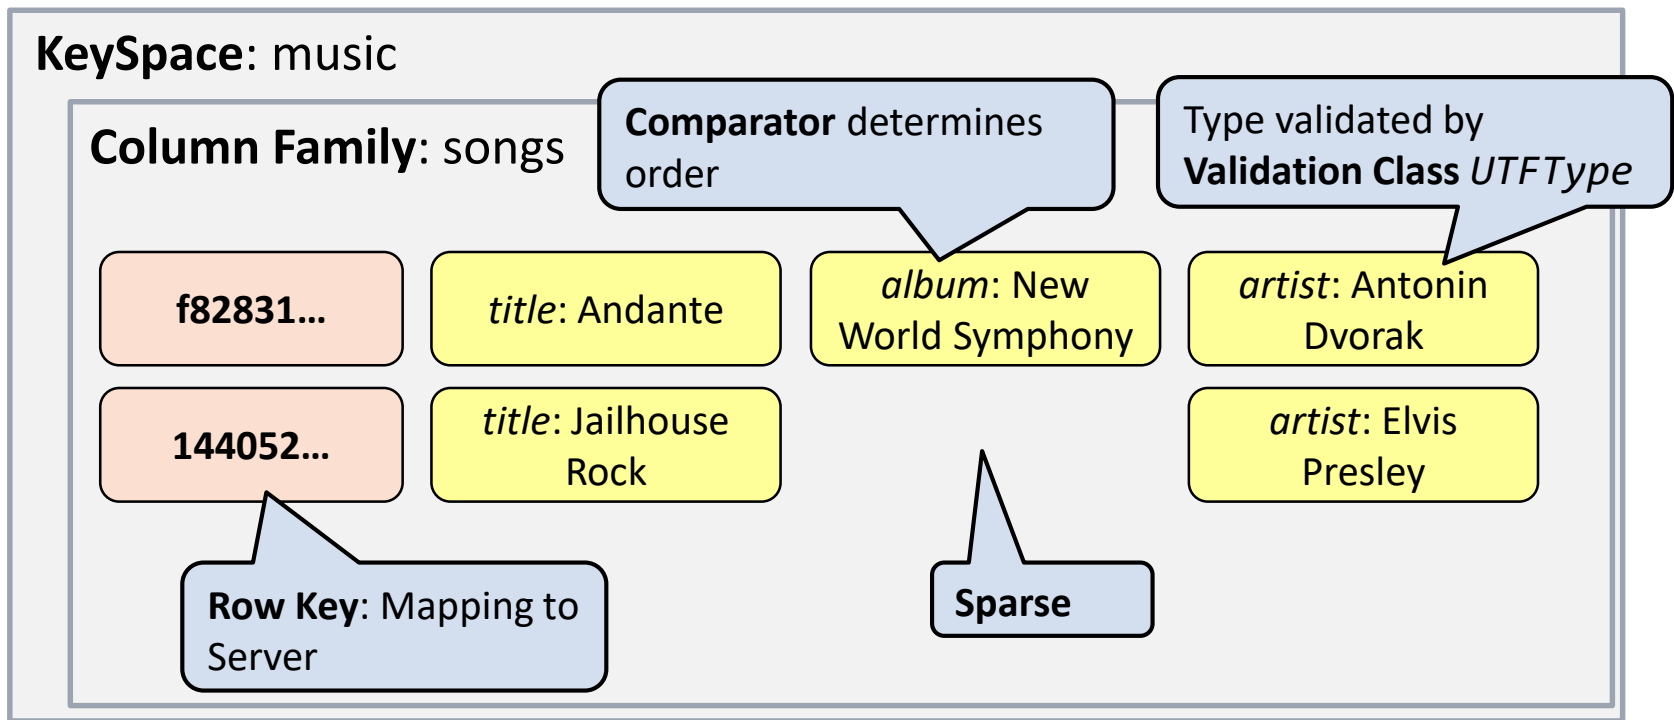 KeySpace: music
Column Family: songs
Comparator determines
order
Type validated by
Validation Class UTFType
f82831…
title: Andante
album: New
World Symphony
artist: Antonin
Dvorak
144052…
title: Jailhouse
Rock
artist: Elvis
Presley
Row Key: Mapping to
Server
Sparse